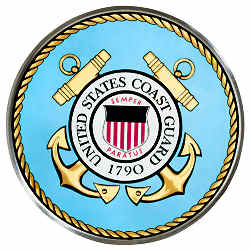 UNITED STATES COAST GUARD
SEMPER
PARATUS
1790